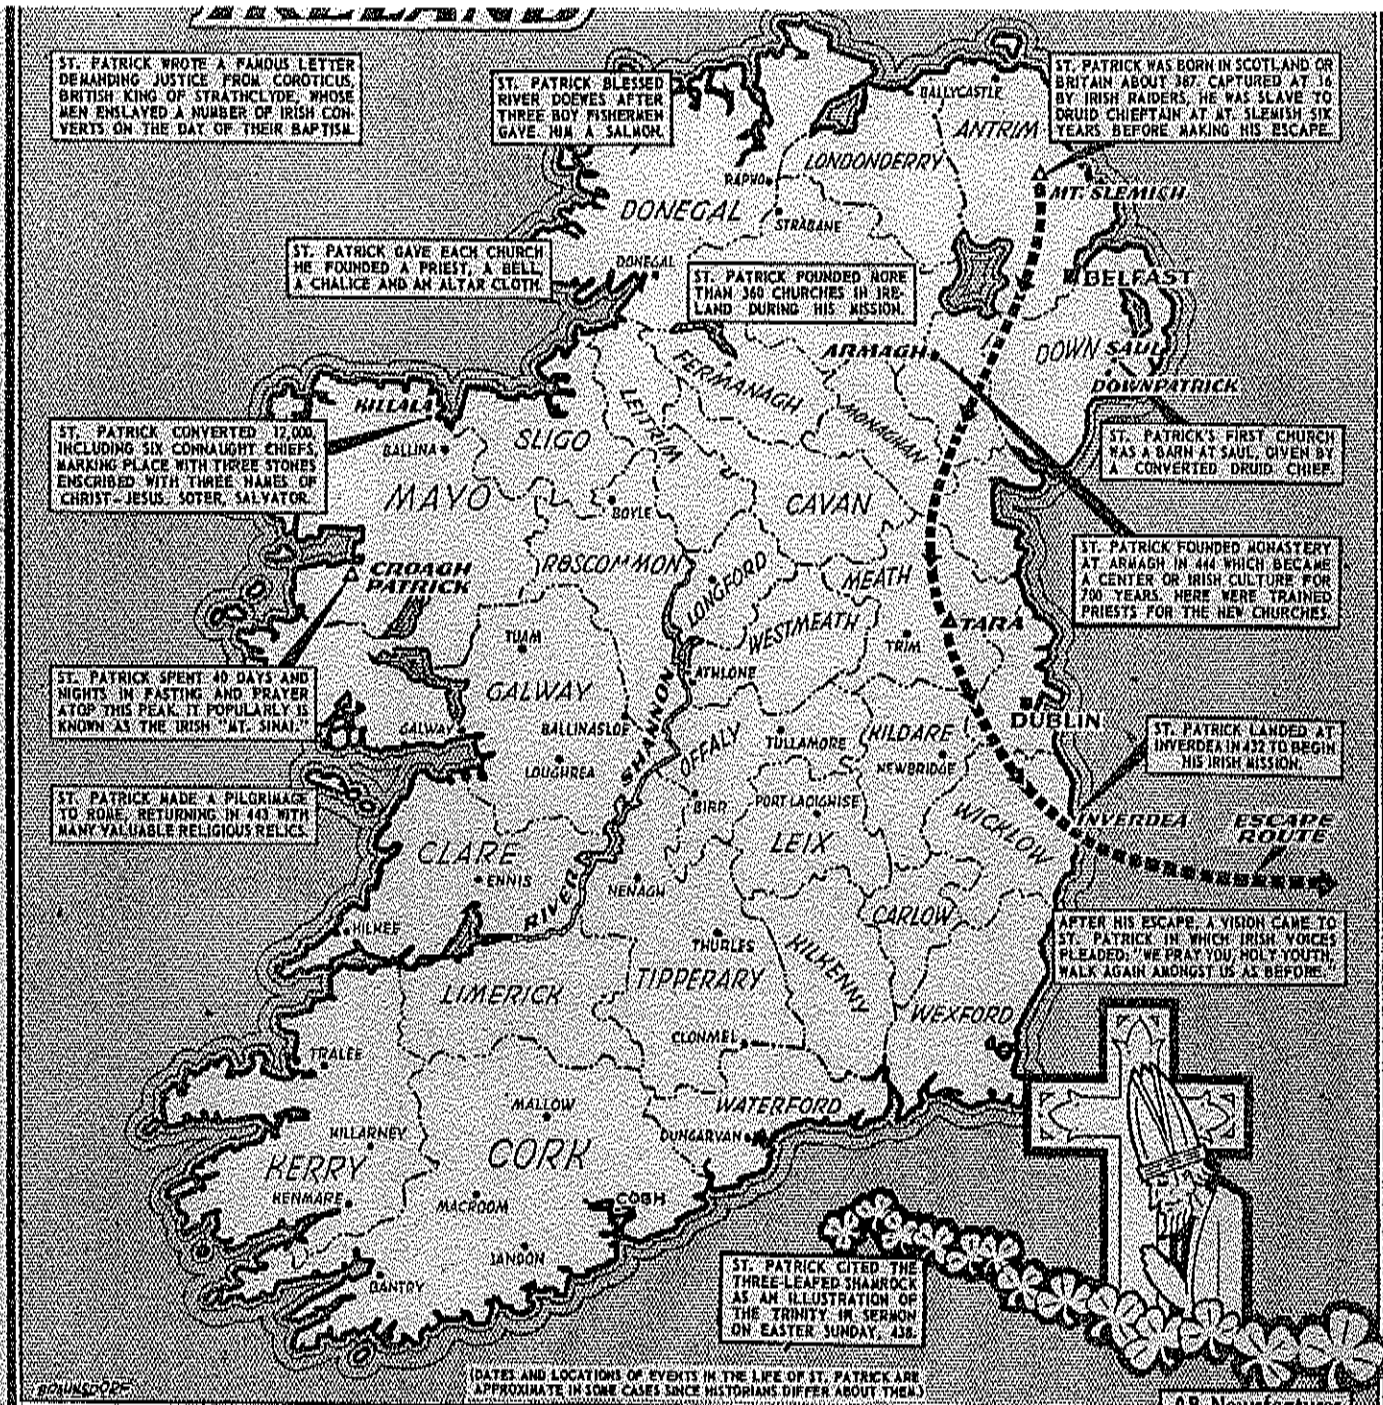 IRELAND
ST. PATRICK WROTE A FAMOUS LETTER
DEMANDING JUSTICE FROM COROTICUS,
BRITISH KING OF STRATHCLYDE, WHOSE
MEN ENSLAVED A NUMBER OF IRISH CON-
VERTS ON THE DAY OF THEIR BAPTISM.
ST. PATRICK BLESSED
RIVER DOEWES AFTER
THREE BOY FISHERMEN
GAVE HIM A SALMON.
ST. PATRICK WAS BORN IN SCOTLAND OR
BRITAIN ABOUT 387. CAPTURED AT 16
BY IRISH RAIDERS, HE WAS SLAVE TO
DRUID CHIEFTAIN AT MT. SLEMISH SIX
YEARS BEFORE MAKING HIS ESCAPE.
BALLYCASTLE
ANTRIM
LONDONDERRY
RAPHO
MT. SLEMISH
DONEGAL
STRABANE
ST. PATRICK GAVE EACH CHURCH
HE FOUNDED A PRIEST, A BELL,
A CHALICE AND AN ALTAR CLOTH.
DONEGAL
ST. PATRICK FOUNDED MORE
THAN 360 CHURCHES IN IRE-
LAND DURING HIS MISSION.
BELFAST
ARMAGH
DOWN
SAUL
FERMANAGH
DOWNPATRICK
LEITRIM
MONAGHAN
KILLALA
ST. PATRICK CONVERTED 12,000
INCLUDING SIX CONNAUGHT CHIEFS,
MARKING PLACE WITH THREE STONES
ENSCRIBED WITH THREE NAMES OF
CHRIST-JESUS, SOTER, SALVATOR.
BALLINA
SLIGO
ST. PATRICK'S FIRST CHURCH
WAS A BARN AT SAUL, GIVEN BY
A CONVERTED DRUID CHIEF.
MAYO
BOYLE
CAVAN
CROAGH
PATRICK
ROSCOMMON
LONGFORD
MEATH
ST. PATRICK FOUNDED MONASTERY
AT ARMAGH IN 444 WHICH BECAME
A CENTER OR IRISH CULTURE FOR
700 YEARS. HERE WERE TRAINED
PRIESTS FOR THE NEW CHURCHES.
WESTMEATH
TARA
TUAM
TRIM
ST. PATRICK SPENT 40 DAYS AND
NIGHTS IN FASTING AND PRAYER
ATOP THIS PEAK. IT POPULARLY IS
KNOWN AS THE IRISH "MT. SINAI."
ATHLONE
GALWAY
GALWAY
BALLINASLOE
DUBLIN
OFFALY
TULLAMORE
KILDARE
NEWBRIDGE
ST. PATRICK LANDED AT
INVERDEA IN 432 TO BEGIN
HIS IRISH MISSION.
LOUGHREA
RIVER SHANNON
ST. PATRICK MADE A PILGRIMAGE
TO ROME, RETURNING IN 443 WITH
MANY VALUABLE RELIGIOUS RELICS.
BIRR
PORT LAOIGHISE
WICKLOW
INVERDEA
ESCAPE
ROUTE
CLARE
LEIX
ENNIS
NENAGH
CARLOW
KILKEE
THURLES
KILKENNY
AFTER HIS ESCAPE, A VISION CAME TO
ST. PATRICK IN WHICH IRISH VOICES
PLEADED: "WE PRAY YOU, HOLY YOUTH,
WALK AGAIN AMONGST US AS BEFORE."
LIMERICK
TIPPERARY
WEXFORD
CLONMEL
TRALEE
MALLOW
WATERFORD
KILLARNEY
DUNGARVAN
KERRY
CORK
KENMARE
MACROOM
COBH
BANDON
BANTRY
ST. PATRICK CITED THE
THREE-LEAFED SHAMROCK
AS AN ILLUSTRATION OF
THE TRINITY IN SERMON
ON EASTER SUNDAY, 438.
(DATES AND LOCATIONS OF EVENTS IN THE LIFE OF ST. PATRICK ARE
APPROXIMATE IN SOME CASES SINCE HISTORIANS DIFFER ABOUT THEM.)
AP Newsfeatures